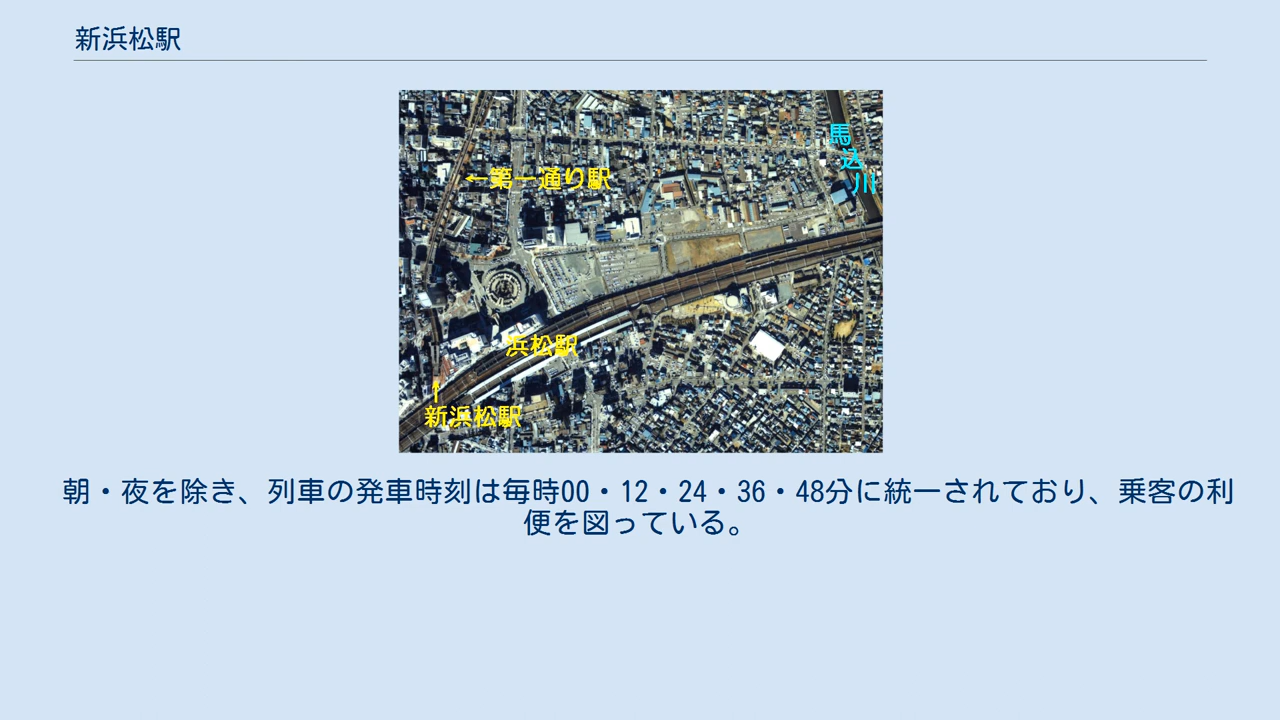 新浜松駅
馬込川
←第一通り駅
浜松駅
↑
新浜松駅
朝・夜を除き、列車の発車時刻は毎時00・12・24・36・48分に統一されており、乗客の利
便を図っている。